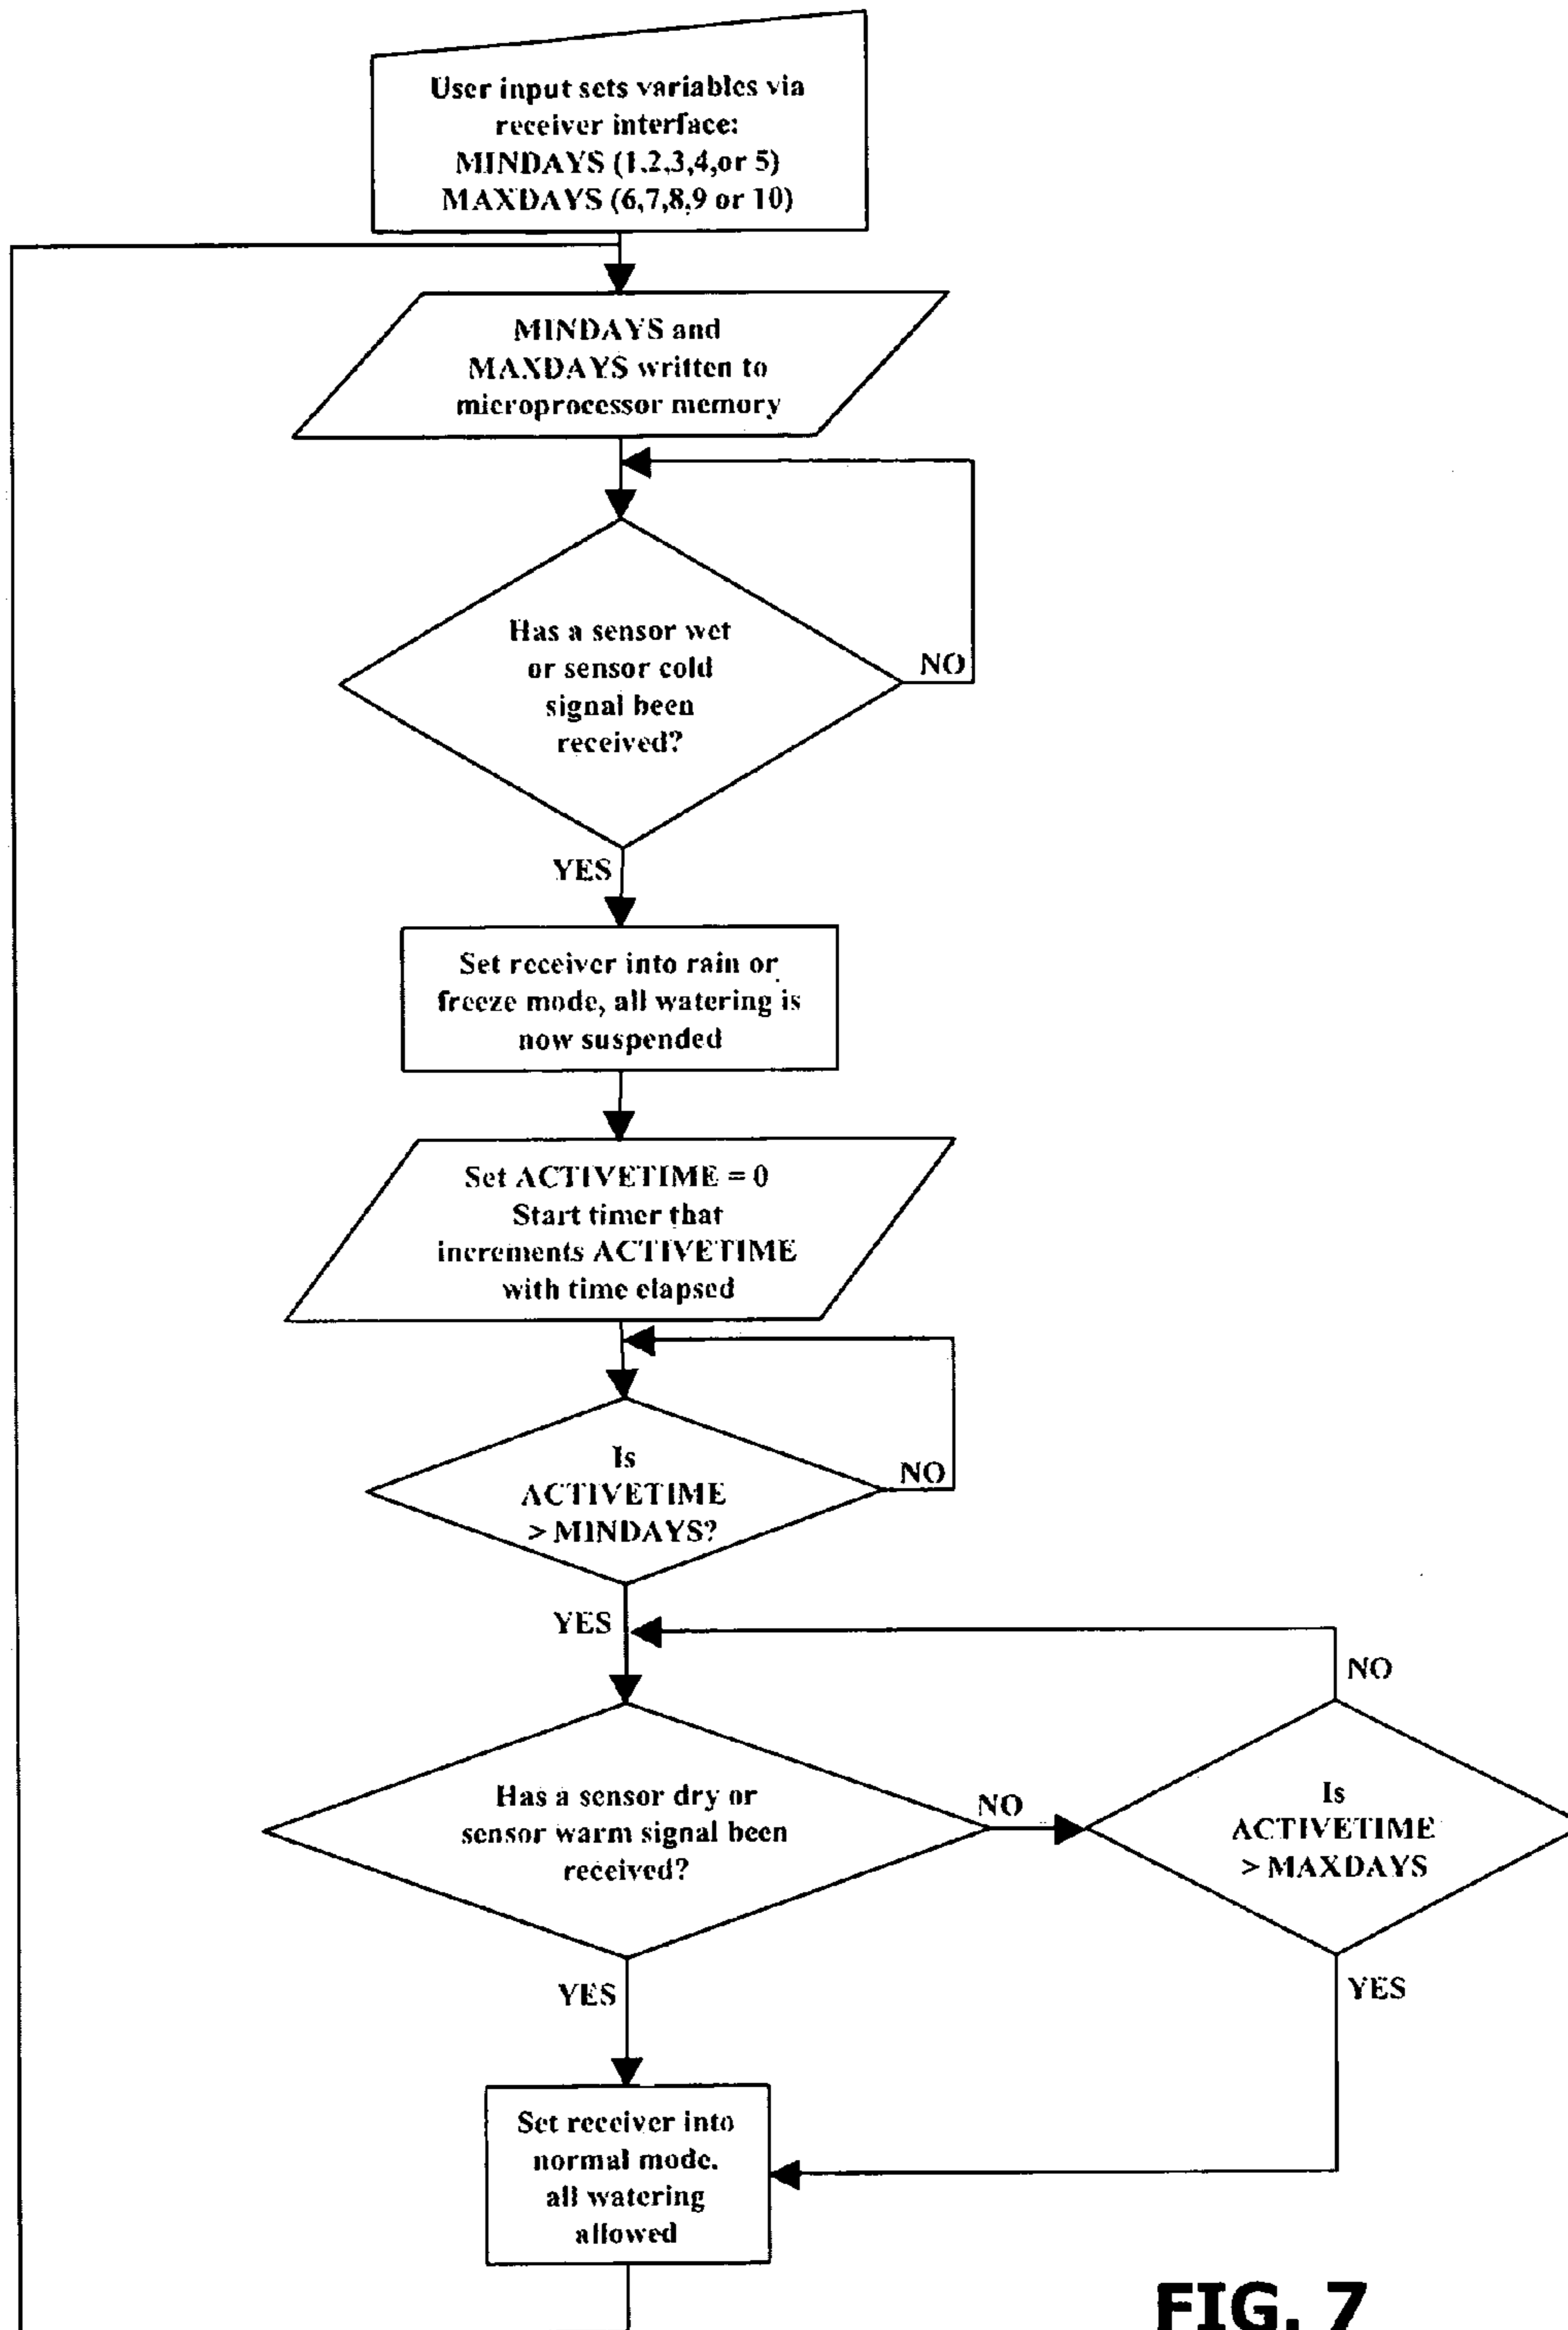 User input sets variables via
receiver interface:
MINDAYS (1,2,3,4,or 5)
MAXDAYS (6,7,8,9 or 10)
MINDAYS and
MAXDAYS written to
microprocessor memory
Has a sensor wet
or sensor cold
signal been
received?
NO
YES
Set receiver into rain or
freeze mode, all watering is
now suspended
Set ACTIVETIME = 0
Start timer that
increments ACTIVETIME
with time elapsed
Is
ACTIVETIME
> MINDAYS?
NO
YES
Has a sensor dry or
sensor warm signal been
received?
NO
Is
ACTIVETIME
> MAXDAYS
NO
YES
YES
Set receiver into
normal mode.
all watering
allowed
FIG. 7